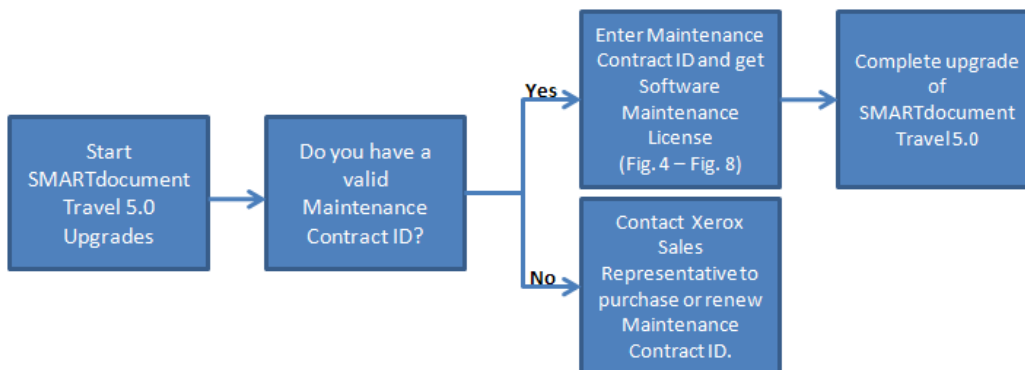 Start
SMARTdocument
Travel 5.0
Upgrades
Do you have a
valid
Maintenance
Contract ID?
Yes
Enter Maintenance
Contract ID and get
Software
Maintenance
License
(Fig. 4 – Fig. 8)
Complete upgrade
of
SMARTdocument
Travel 5.0
No
Contact Xerox
Sales
Representative to
purchase or renew
Maintenance
Contract ID.